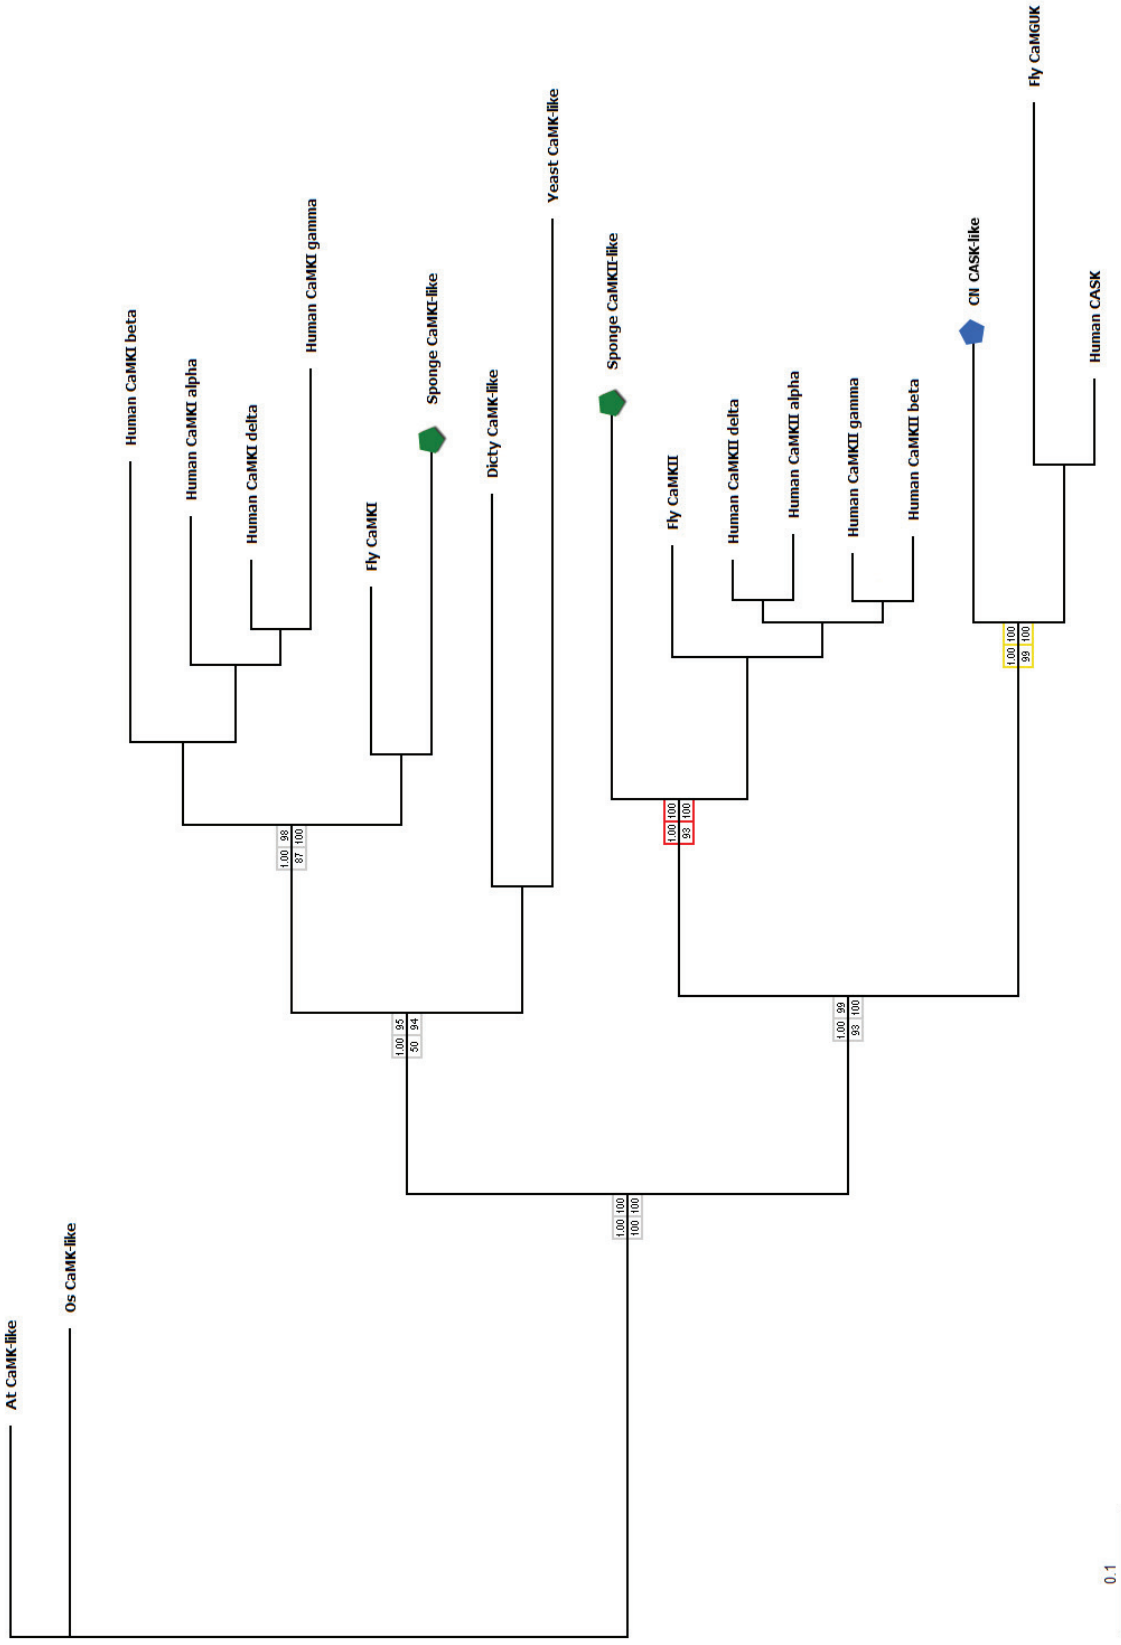 At CaMK-like
Os CaMK-like
Human CaMKI beta
Human CaMKI alpha
Human CaMKI delta
Human CaMKI gamma
Fly CaMKI
Sponge CaMKI-like
Dicty CaMK-like
Yeast CaMK-like
Sponge CaMKII-like
Fly CaMKII
Human CaMKII delta
Human CaMKII alpha
Human CaMKII gamma
Human CaMKII beta
CN CASK-like
Fly CaMGUK
Human CASK
1.00 98
87 100
1.00 95
50 94
1.00 100
100 100
1.00 100
93 100
1.00 99
93 100
1.00 100
99 100
0.1